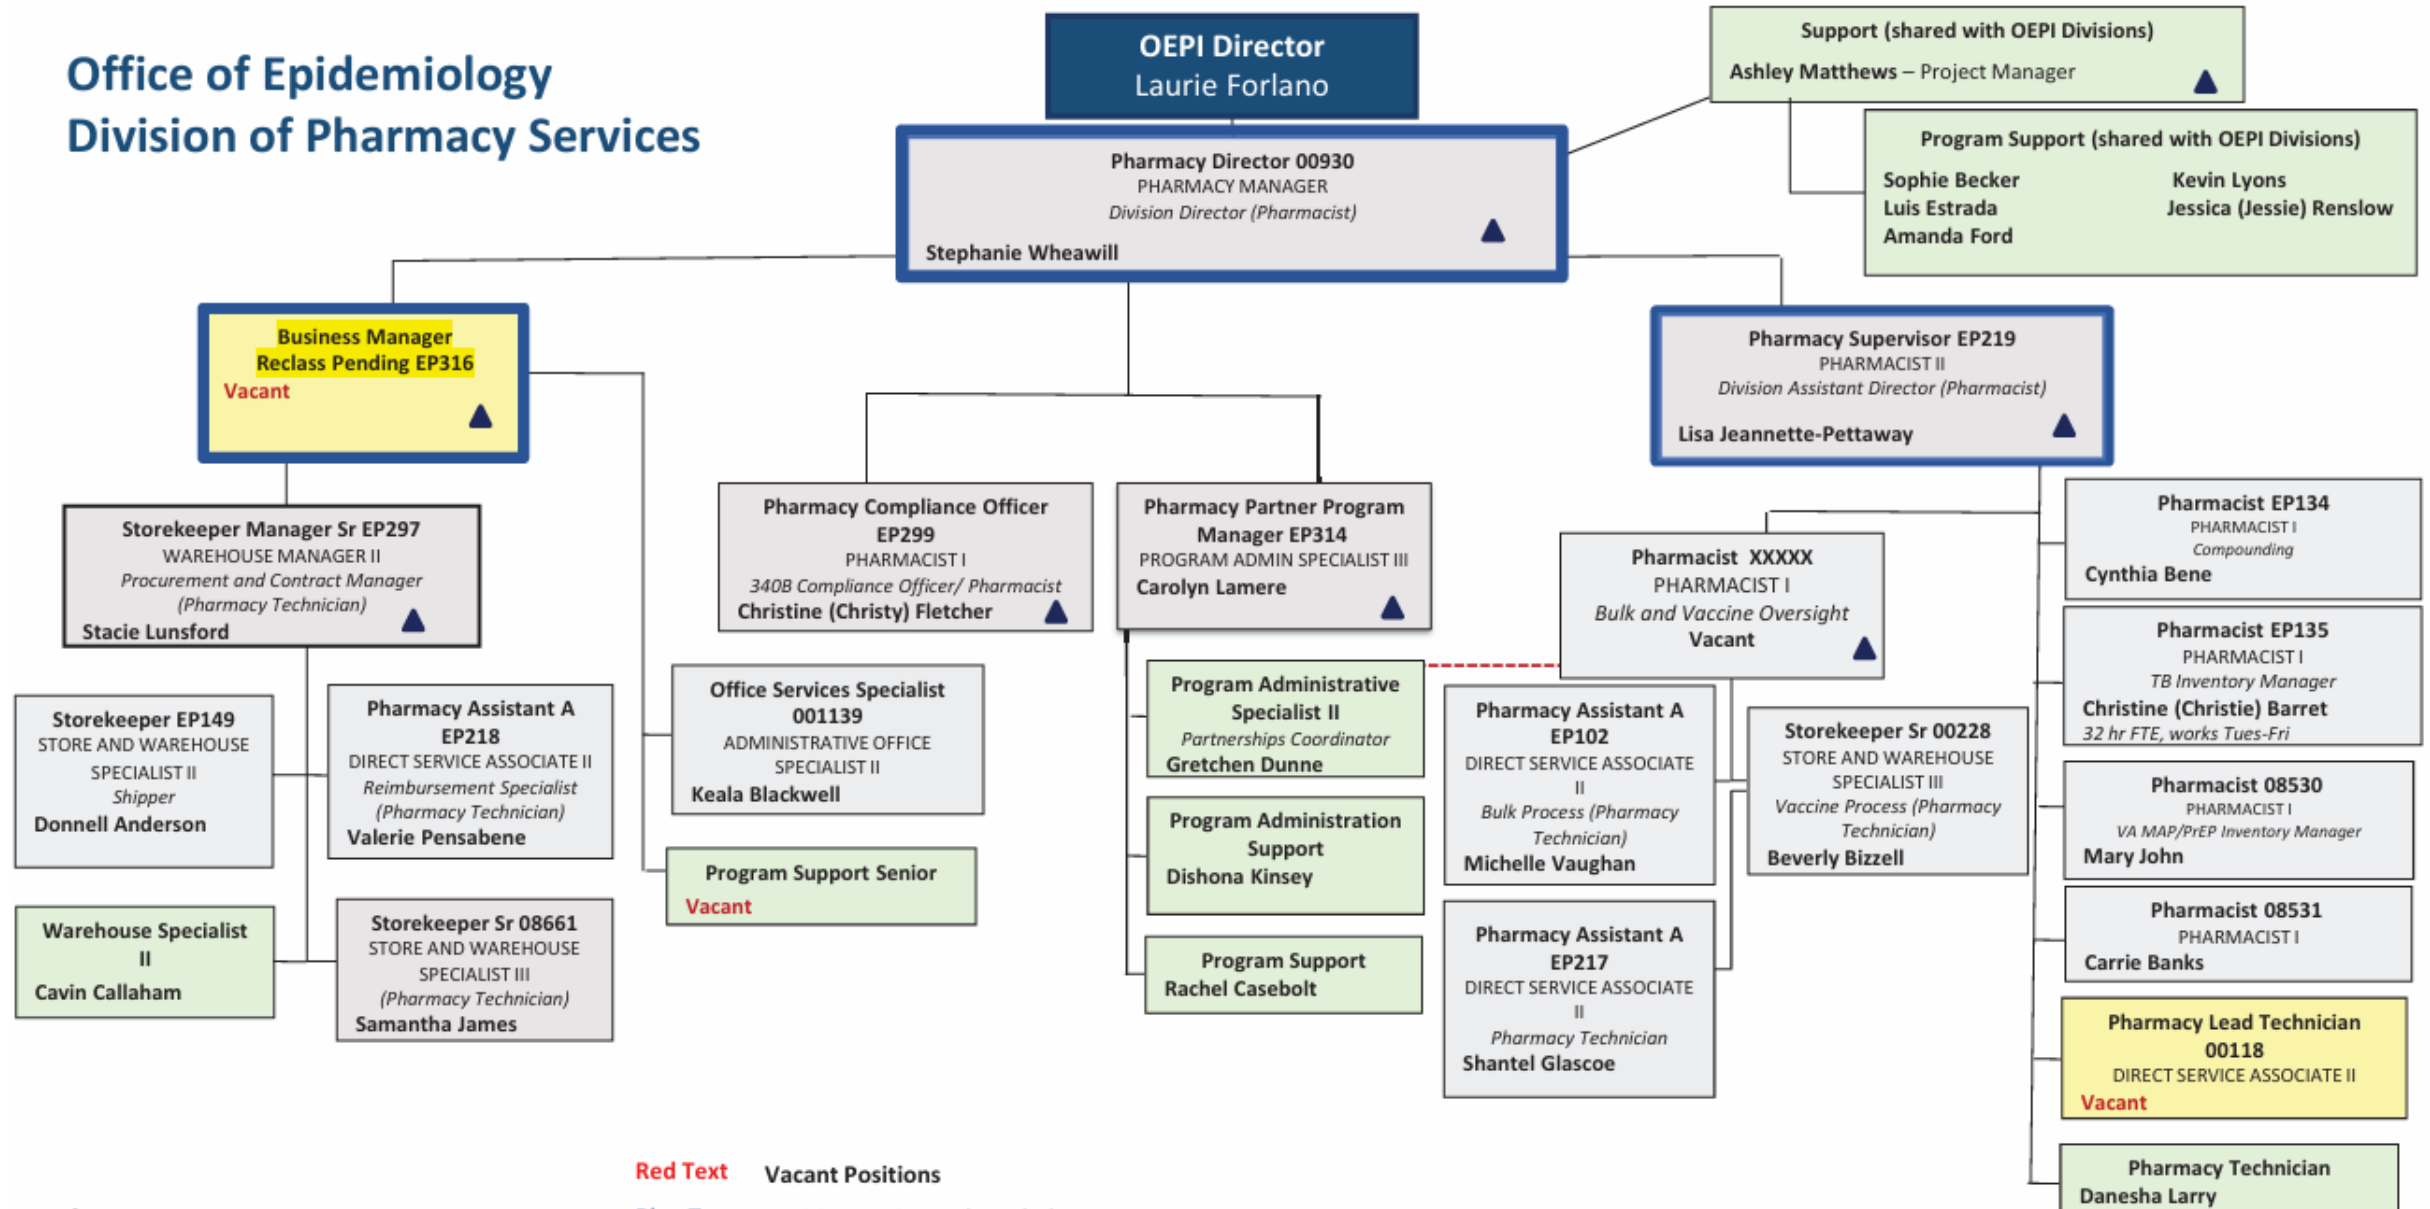 Office of Epidemiology
Division of Pharmacy Services
OEPI Director
Laurie Forlano
Support (shared with OEPI Divisions)
Ashley Matthews – Project Manager
Program Support (shared with OEPI Divisions)
Sophie Becker
Kevin Lyons
Luis Estrada
Jessica (Jessie) Renslow
Amanda Ford
Pharmacy Director 00930
PHARMACY MANAGER
Division Director (Pharmacist)
Stephanie Wheawill
Business Manager
Reclass Pending EP316
Vacant
Pharmacy Supervisor EP219
PHARMACIST II
Division Assistant Director (Pharmacist)
Lisa Jeannette-Pettaway
Storekeeper Manager Sr EP297
WAREHOUSE MANAGER II
Procurement and Contract Manager
(Pharmacy Technician)
Stacie Lunsford
Pharmacy Compliance Officer
EP299
PHARMACIST I
340B Compliance Officer/ Pharmacist
Christine (Christy) Fletcher
Pharmacy Partner Program
Manager EP314
PROGRAM ADMIN SPECIALIST III
Carolyn Lamere
Pharmacist XXXXX
PHARMACIST I
Bulk and Vaccine Oversight
Vacant
Pharmacist EP134
PHARMACIST I
Compounding
Cynthia Bene
Pharmacist EP135
PHARMACIST I
TB Inventory Manager
Christine (Christie) Barret
32 hr FTE, works Tues-Fri
Storekeeper EP149
STORE AND WAREHOUSE
SPECIALIST II
Shipper
Donnell Anderson
Pharmacy Assistant A
EP218
DIRECT SERVICE ASSOCIATE II
Reimbursement Specialist
(Pharmacy Technician)
Valerie Pensabene
Office Services Specialist
001139
ADMINISTRATIVE OFFICE
SPECIALIST II
Keala Blackwell
Program Administrative
Specialist II
Partnerships Coordinator
Gretchen Dunne
Pharmacy Assistant A
EP102
DIRECT SERVICE ASSOCIATE
II
Bulk Process (Pharmacy
Technician)
Michelle Vaughan
Storekeeper Sr 00228
STORE AND WAREHOUSE
SPECIALIST III
Vaccine Process (Pharmacy
Technician)
Beverly Bizzell
Pharmacist 08530
PHARMACIST I
VA MAP/PrEP Inventory Manager
Mary John
Program Administration
Support
Dishona Kinsey
Program Support Senior
Vacant
Pharmacist 08531
PHARMACIST I
Carrie Banks
Warehouse Specialist
II
Cavin Callaham
Storekeeper Sr 08661
STORE AND WAREHOUSE
SPECIALIST III
(Pharmacy Technician)
Samantha James
Program Support
Rachel Casebolt
Pharmacy Assistant A
EP217
DIRECT SERVICE ASSOCIATE
II
Pharmacy Technician
Shantel Glascoe
Pharmacy Lead Technician
00118
DIRECT SERVICE ASSOCIATE II
Vacant
Pharmacy Technician
Danesha Larry
Red Text Vacant Positions